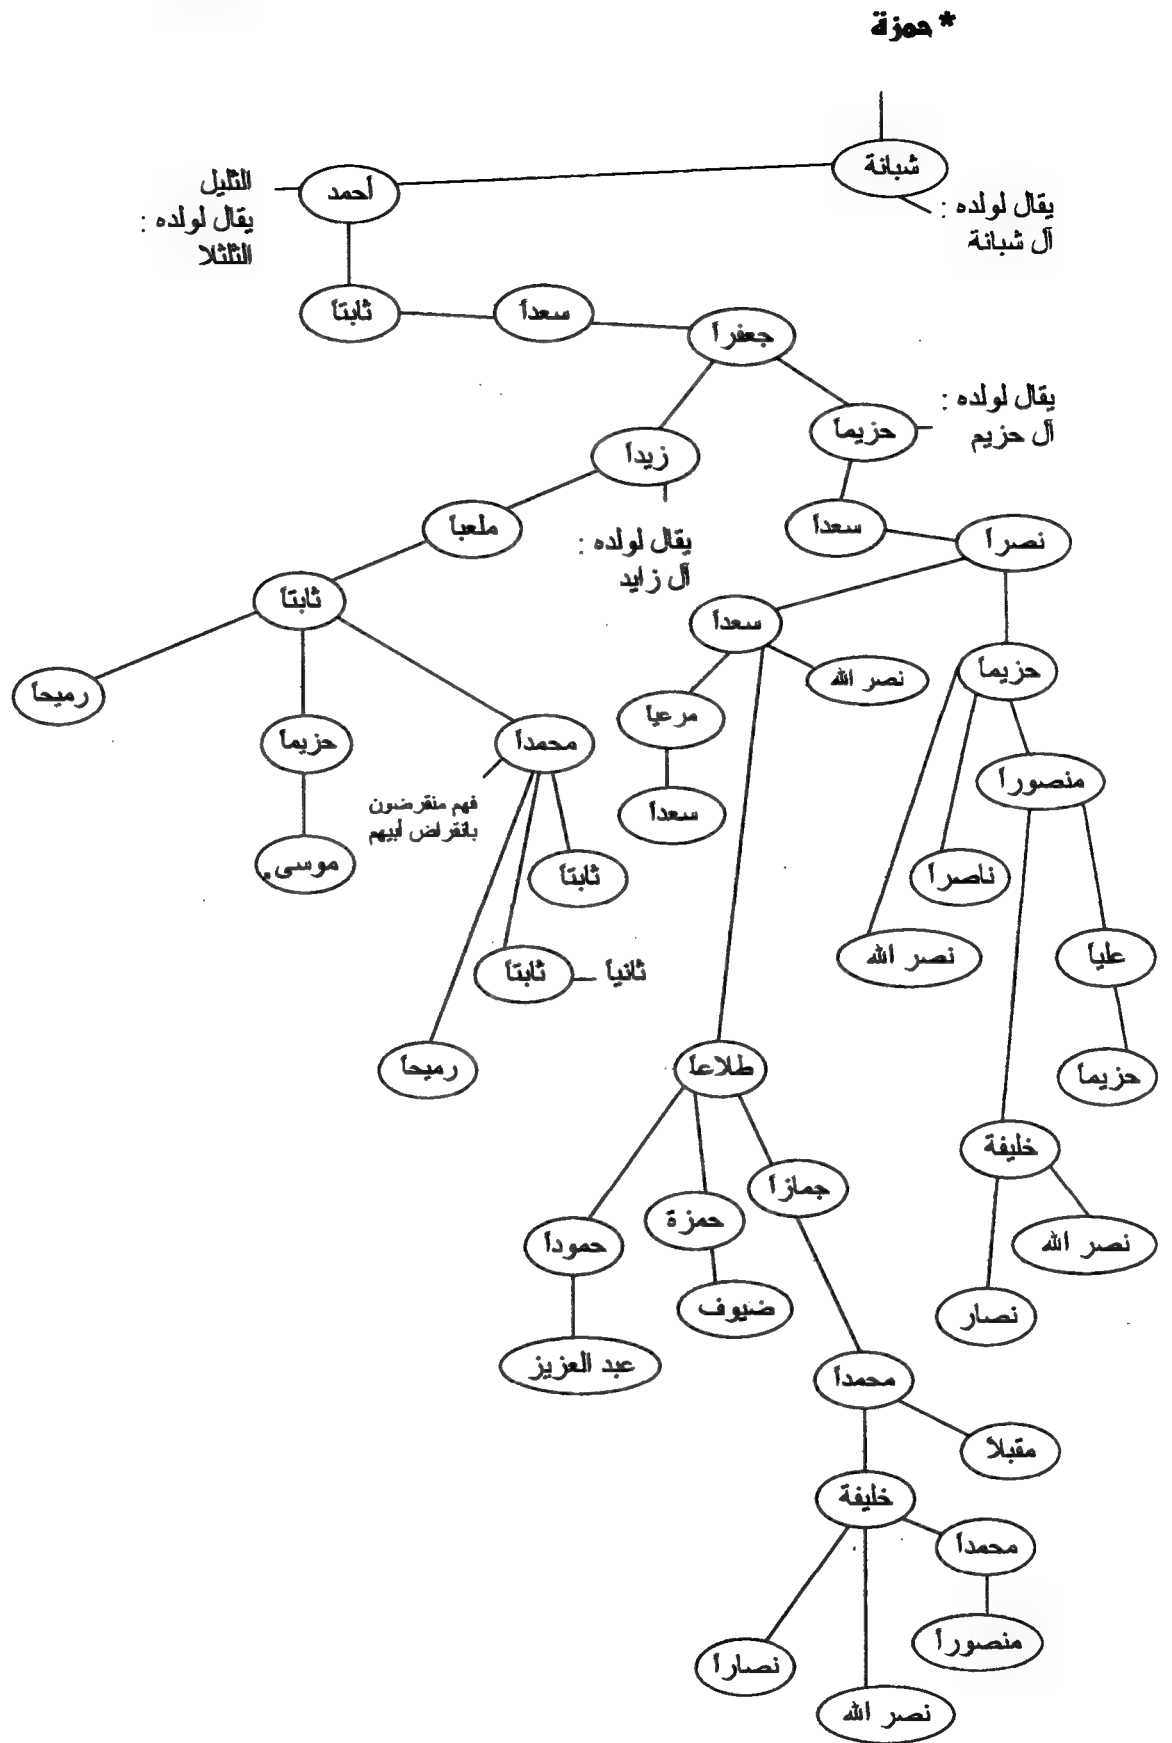 * حمزة
شبانة
يقال لولده :
آل شبانة
أحمد
الثليل
يقال لولده :
الثلثلا
ثابتاً
سعداً
جعفراً
حزيماً
يقال لولده :
آل حزيم
زيداً
يقال لولده :
آل زايد
ملعباً
سعداً
نصراً
ثابتاً
سعداً
حزيماً
نصر الله
رميحاً
مرعياً
حزيماً
محمداً
فهم منقرضون
بانقراض أبيهم
منصوراً
سعداً
موسى.
ثابتاً
ناصراً
ثابتاً
ثانياً
نصر الله
علياً
رميحاً
طلاعاً
حزيماً
خليفة
جمازاً
حمزة
حموداً
نصر الله
ضيوف
نصار
عبد العزيز
محمداً
مقبلاً
خليفة
محمداً
منصوراً
نصاراً
نصر الله